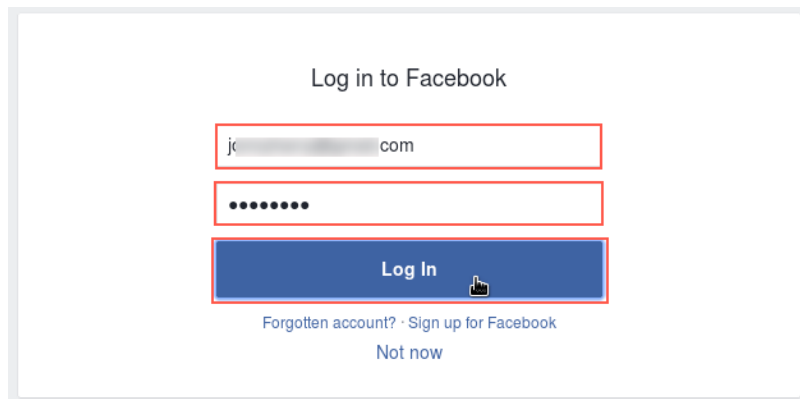 Log in to Facebook
com
••••••••
Log In
Forgotten account? · Sign up for Facebook
Not now